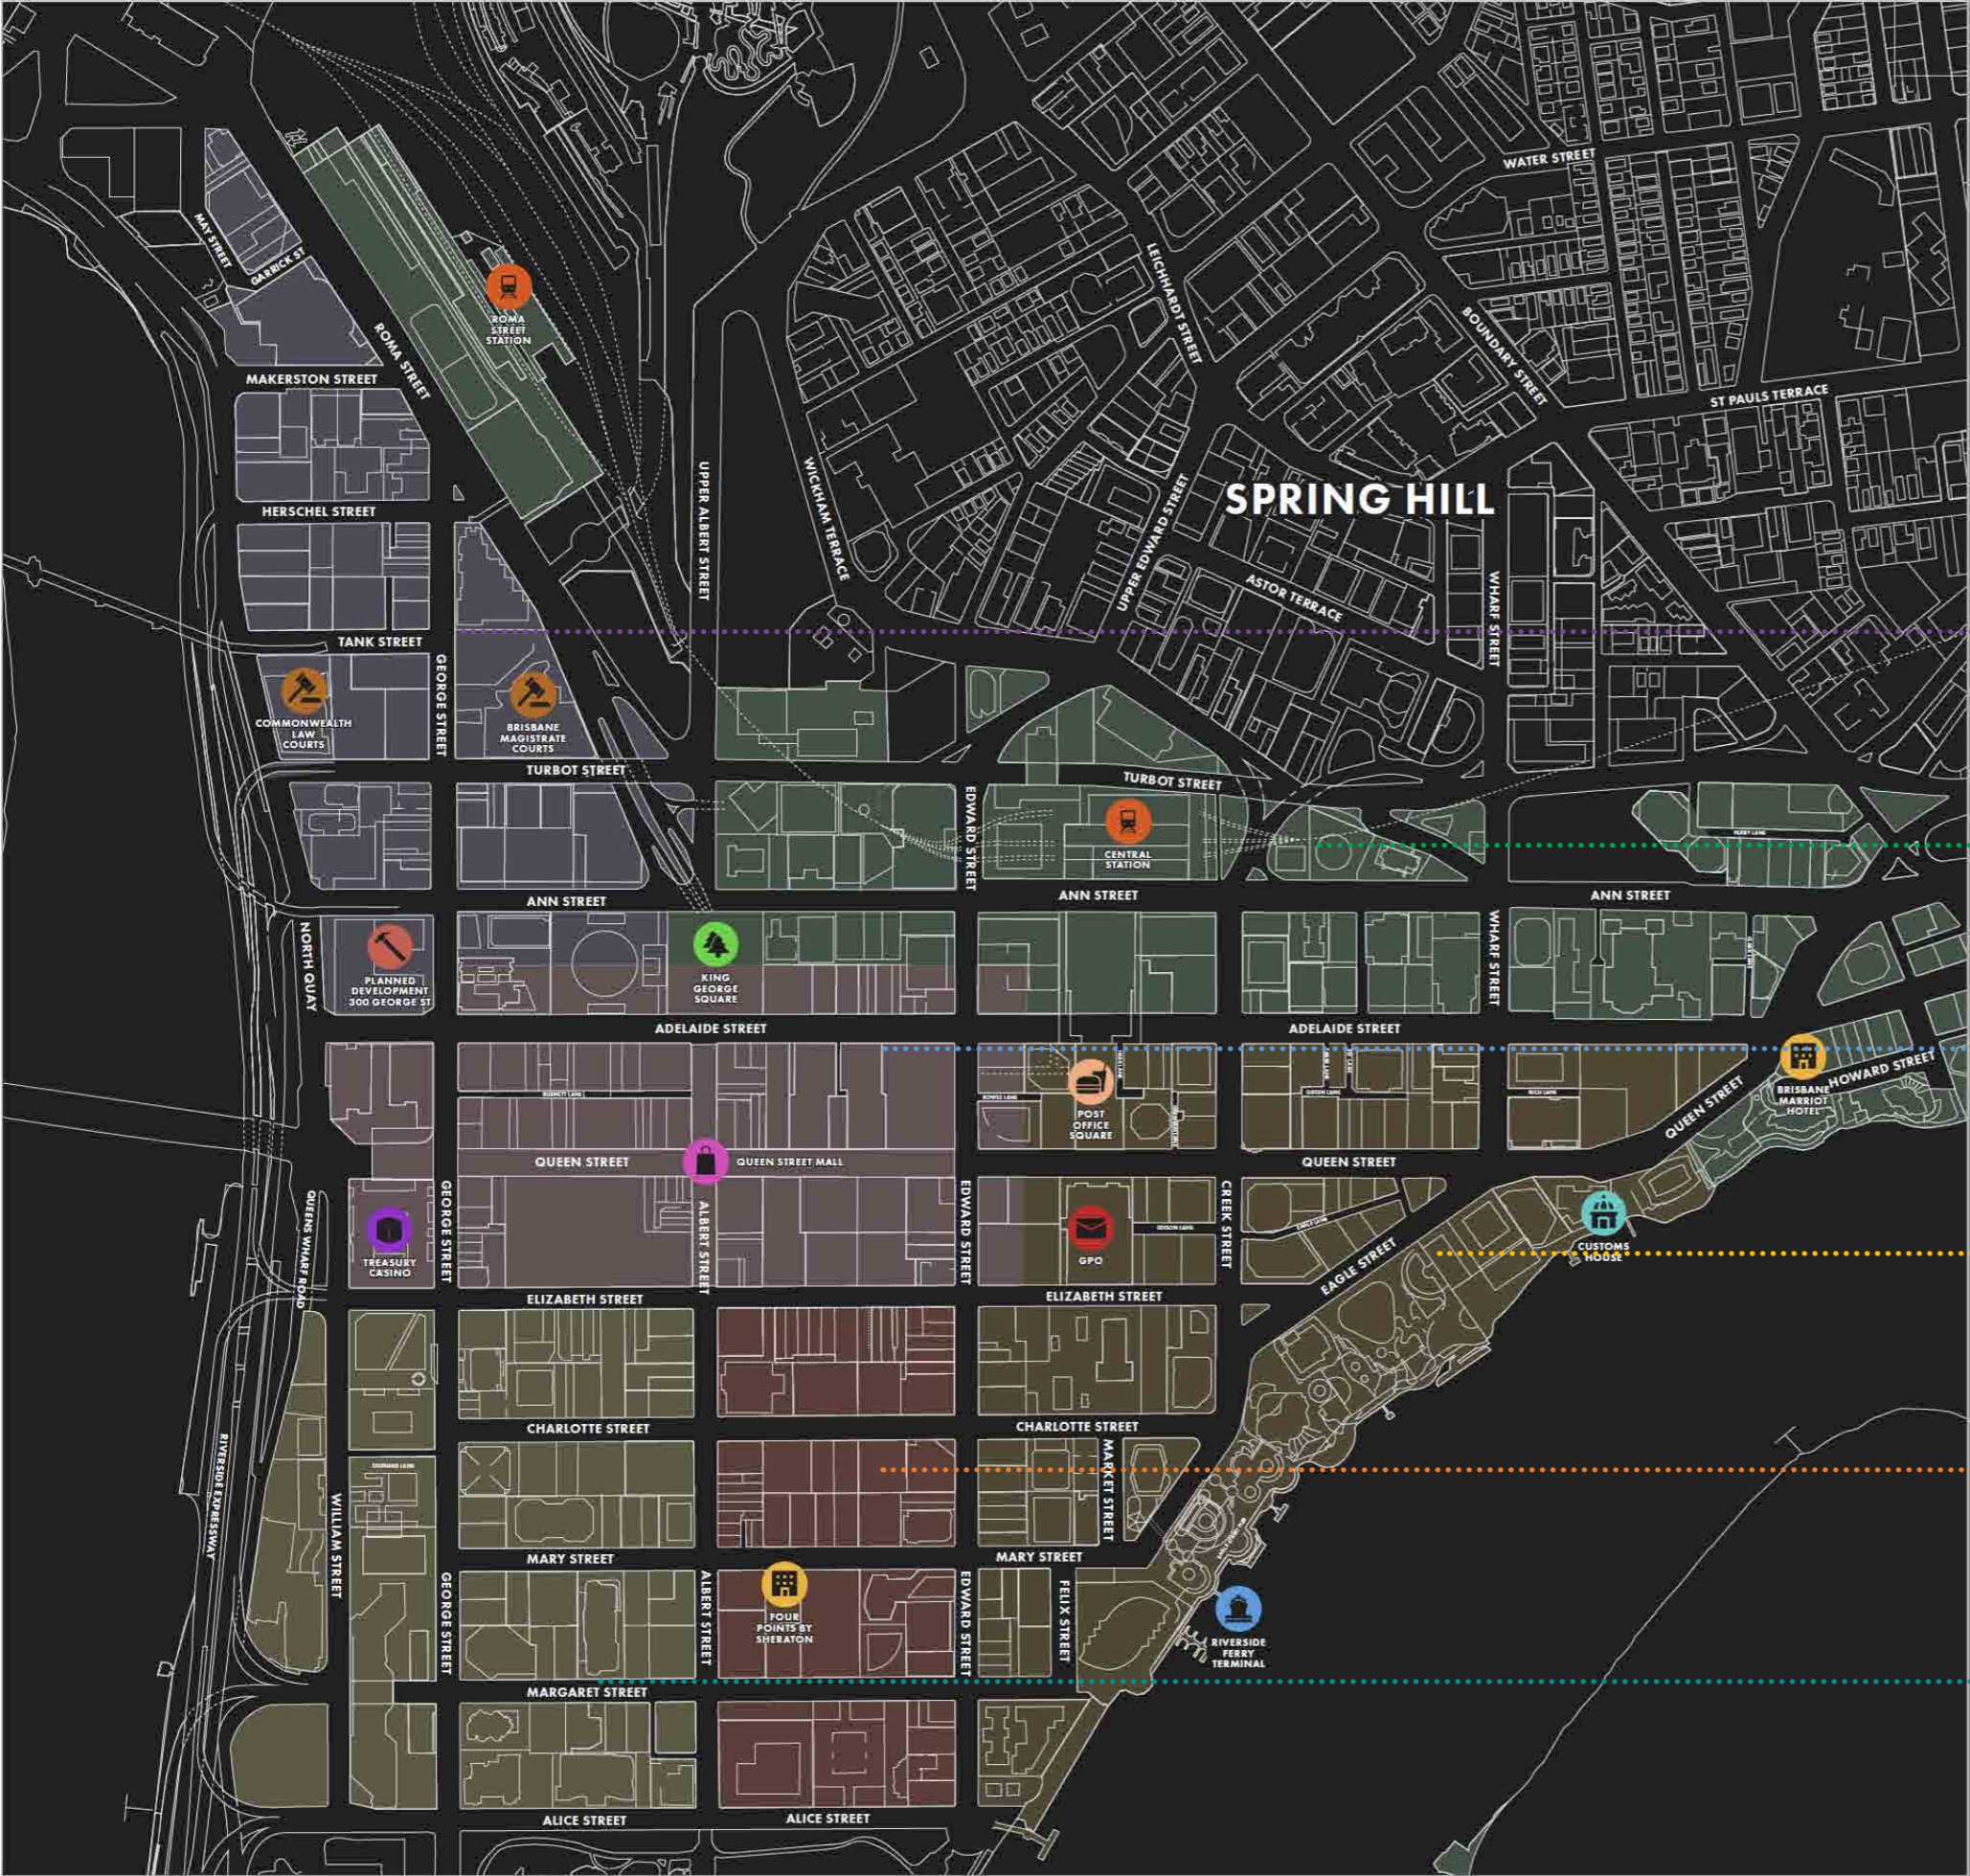 WATER STREET
MAY STREET
GARRICK ST
ROMA
STREET
STATION
LEICHHARDT STREET
BOUNDARY STREET
ROMA STREET
MAKERSTON STREET
ST PAULS TERRACE
UPPER ALBERT STREET
WICKHAM TERRACE
UPPER EDWARD STREET
SPRING HILL
HERSCHEL STREET
ASTOR TERRACE
WHARF STREET
TANK STREET
GEORGE STREET
COMMONWEALTH
LAW
COURTS
BRISBANE
MAGISTRATE
COURTS
TURBOT STREET
TURBOT STREET
EDWARD STREET
CENTRAL
STATION
ANN STREET
ANN STREET
ANN STREET
NORTH QUAY
PLANNED
DEVELOPMENT
300 GEORGE ST
KING
GEORGE
SQUARE
WHARF STREET
ADELAIDE STREET
ADELAIDE STREET
BURNETT LANE
POST
OFFICE
SQUARE
BRISBANE
MARRIOT
HOTEL
HOWARD STREET
QUEEN STREET
QUEEN STREET
QUEEN STREET MALL
QUEEN STREET
QUEENS WHARF ROAD
TREASURY
CASINO
GEORGE STREET
ALBERT STREET
EDWARD STREET
GPO
CREEK STREET
EAGLE STREET
CUSTOMS
HOUSE
ELIZABETH STREET
ELIZABETH STREET
CHARLOTTE STREET
CHARLOTTE STREET
RIVERSIDE EXPRESSWAY
WILLIAM STREET
MARKET STREET
MARY STREET
MARY STREET
GEORGE STREET
ALBERT STREET
FOUR
POINTS BY
SHERATON
EDWARD STREET
FELIX STREET
RIVERSIDE
FERRY
TERMINAL
MARGARET STREET
ALICE STREET
ALICE STREET